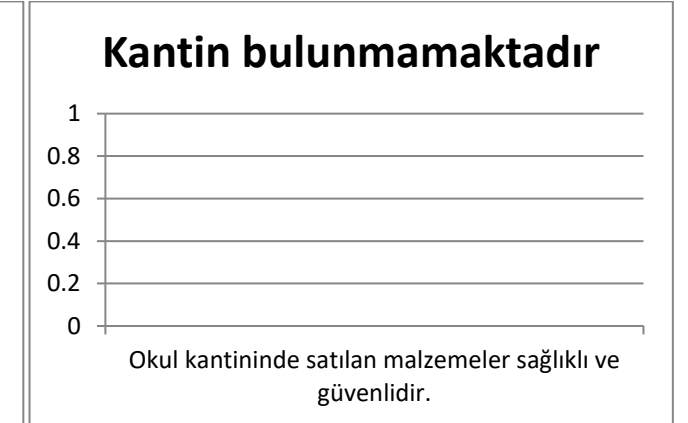 Kantin bulunmamaktadır
1
0.8
0.6
0.4
0.2
0
Okul kantininde satılan malzemeler sağlıklı ve
güvenlidir.